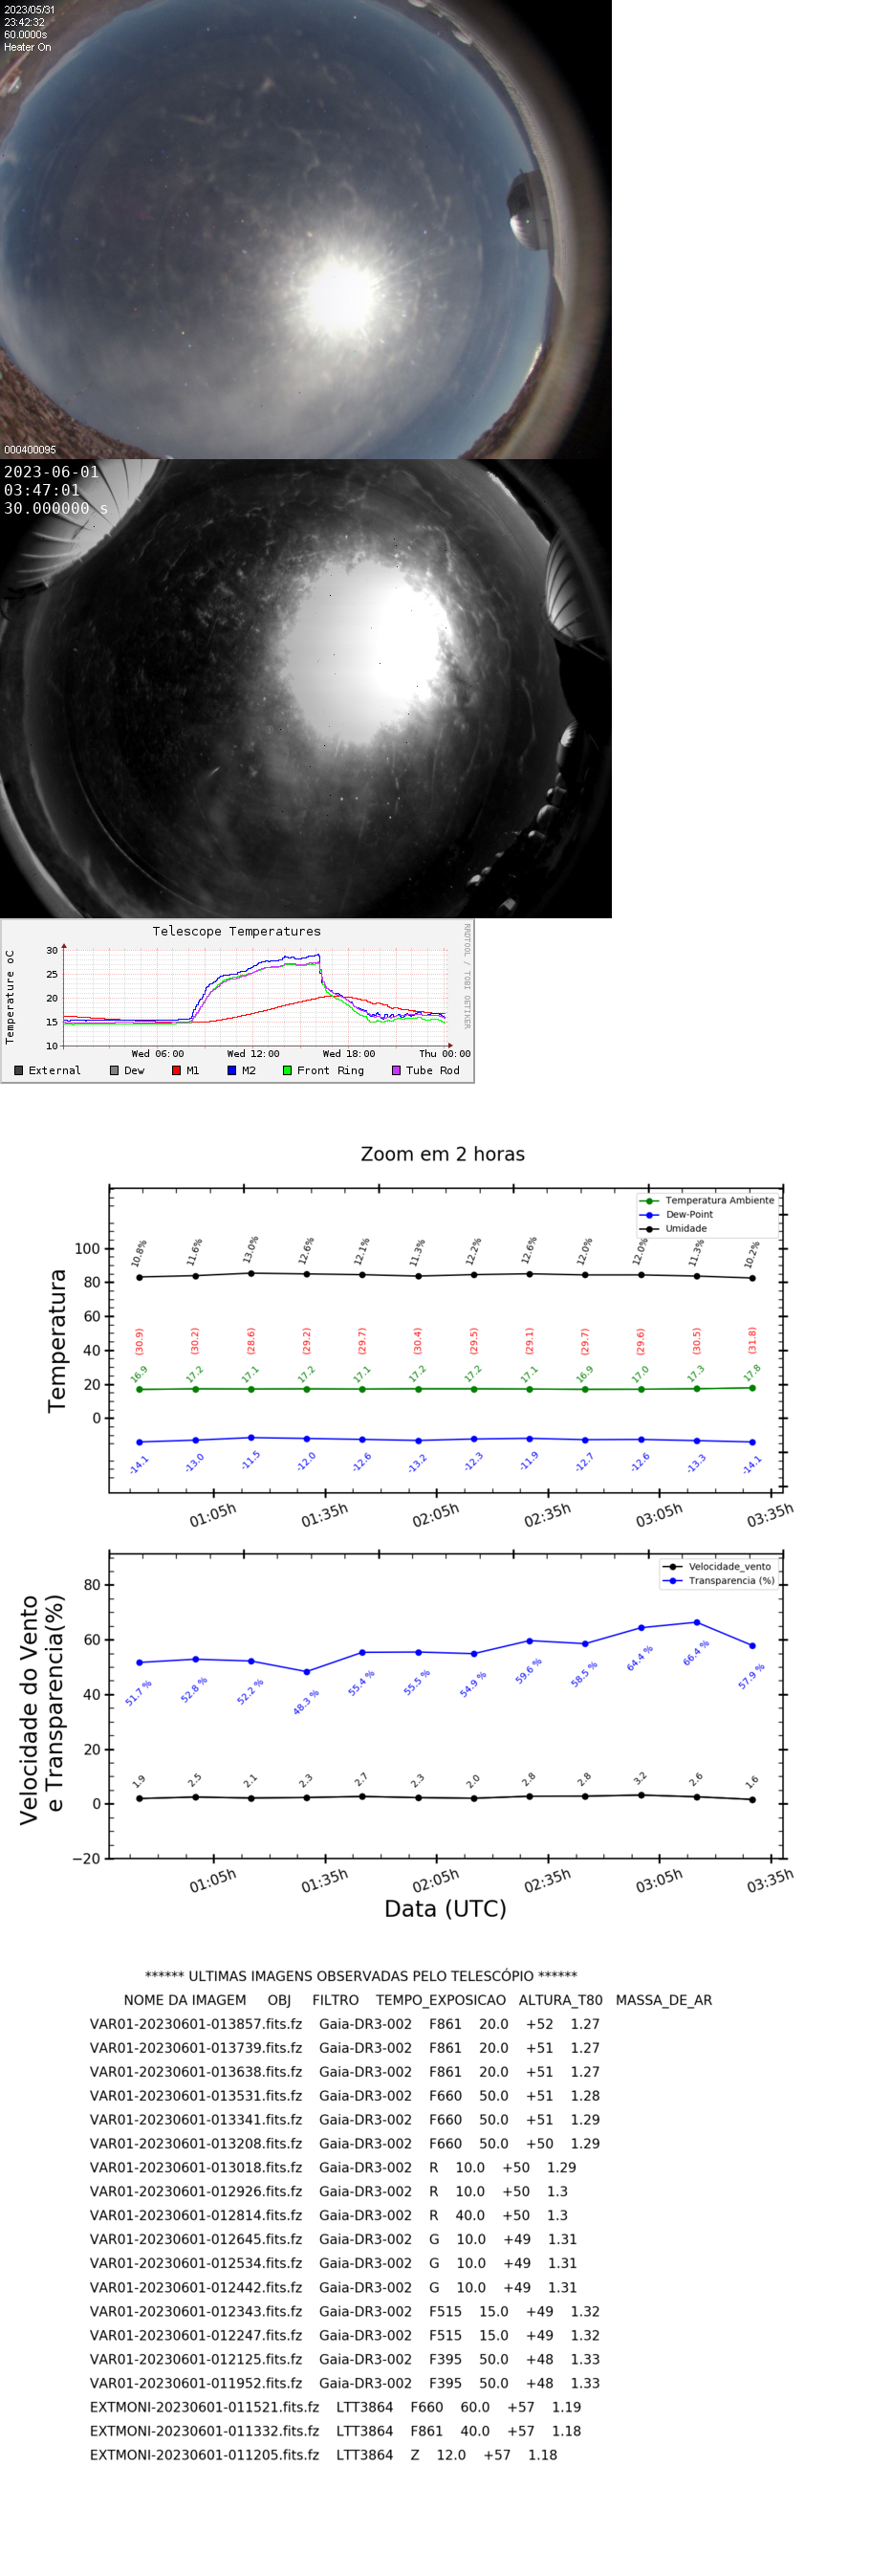 2023/05/31
23:42:32
60.0000s
Heater On
000400095
2023-06-01
03:47:01
30.000000 s
Telescope Temperatures
RRDTOOL / TOBI OETIKER
Temperature oC
30
25
20
15
10
Wed 06:00 Wed 12:00 Wed 18:00 Thu 00:00
External Dew M1 M2 Front Ring Tube Rod
Zoom em 2 horas
Temperatura Ambiente
Dew-Point
Umidade
Temperatura
100
80
60
40
20
0
10.8% 11.6% 13.0% 12.6% 12.1% 11.3% 12.2% 12.6% 12.0% 12.0% 11.3% 10.2%
(30.9) (30.2) (28.6) (29.2) (29.7) (30.4) (29.5) (29.1) (29.7) (29.6) (30.5) (31.8)
16.9 17.2 17.1 17.2 17.1 17.2 17.2 17.1 16.9 17.0 17.3 17.8
-14.1 -13.0 -11.5 -12.0 -12.6 -13.2 -12.3 -11.9 -12.7 -12.6 -13.3 -14.1
01:05h 01:35h 02:05h 02:35h 03:05h 03:35h
Velocidade_vento
Transparencia (%)
Velocidade do Vento
e Transparencia(%)
80
60
40
20
0
−20
51.7 % 52.8 % 52.2 % 48.3 % 55.4 % 55.5 % 54.9 % 59.6 % 58.5 % 64.4 % 66.4 % 57.9 %
1.9 2.5 2.1 2.3 2.7 2.3 2.0 2.8 2.8 3.2 2.6 1.6
01:05h 01:35h 02:05h 02:35h 03:05h 03:35h
Data (UTC)
****** ULTIMAS IMAGENS OBSERVADAS PELO TELESCÓPIO ******
NOME DA IMAGEM OBJ FILTRO TEMPO_EXPOSICAO ALTURA_T80 MASSA_DE_AR
VAR01-20230601-013857.fits.fz Gaia-DR3-002 F861 20.0 +52 1.27
VAR01-20230601-013739.fits.fz Gaia-DR3-002 F861 20.0 +51 1.27
VAR01-20230601-013638.fits.fz Gaia-DR3-002 F861 20.0 +51 1.27
VAR01-20230601-013531.fits.fz Gaia-DR3-002 F660 50.0 +51 1.28
VAR01-20230601-013341.fits.fz Gaia-DR3-002 F660 50.0 +51 1.29
VAR01-20230601-013208.fits.fz Gaia-DR3-002 F660 50.0 +50 1.29
VAR01-20230601-013018.fits.fz Gaia-DR3-002 R 10.0 +50 1.29
VAR01-20230601-012926.fits.fz Gaia-DR3-002 R 10.0 +50 1.3
VAR01-20230601-012814.fits.fz Gaia-DR3-002 R 40.0 +50 1.3
VAR01-20230601-012645.fits.fz Gaia-DR3-002 G 10.0 +49 1.31
VAR01-20230601-012534.fits.fz Gaia-DR3-002 G 10.0 +49 1.31
VAR01-20230601-012442.fits.fz Gaia-DR3-002 G 10.0 +49 1.31
VAR01-20230601-012343.fits.fz Gaia-DR3-002 F515 15.0 +49 1.32
VAR01-20230601-012247.fits.fz Gaia-DR3-002 F515 15.0 +49 1.32
VAR01-20230601-012125.fits.fz Gaia-DR3-002 F395 50.0 +48 1.33
VAR01-20230601-011952.fits.fz Gaia-DR3-002 F395 50.0 +48 1.33
EXTMONI-20230601-011521.fits.fz LTT3864 F660 60.0 +57 1.19
EXTMONI-20230601-011332.fits.fz LTT3864 F861 40.0 +57 1.18
EXTMONI-20230601-011205.fits.fz LTT3864 Z 12.0 +57 1.18